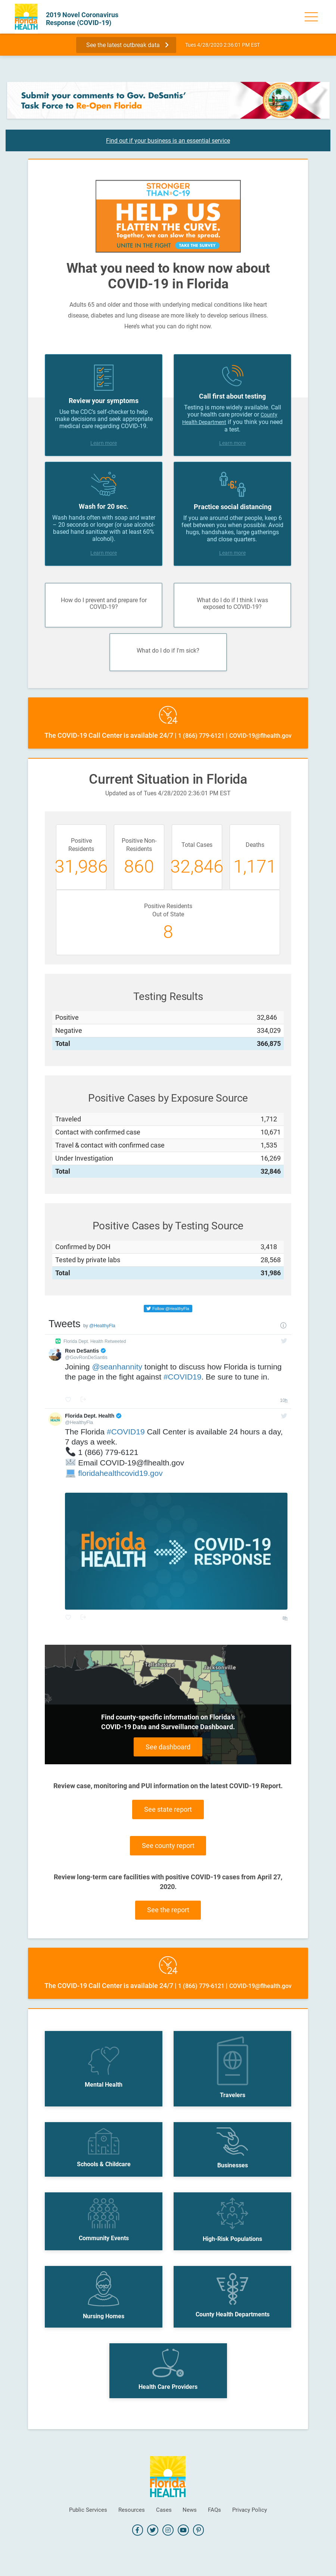 Florida
HEALTH
2019 Novel Coronavirus
Response (COVID-19)
See the latest outbreak data
Tues 4/28/2020 2:36:01 PM EST
Submit your comments to Gov. DeSantis'
Task Force to Re-Open Florida
Find out if your business is an essential service
STRONGER
THAN-C-19
HELP US
FLATTEN THE CURVE.
Together, we can slow the spread.
UNITE IN THE FIGHT
TAKE THE SURVEY
What you need to know now about
COVID-19 in Florida
Adults 65 and older and those with underlying medical conditions like heart
disease, diabetes and lung disease are more likely to develop serious illness.
Here's what you can do right now.
Review your symptoms
Use the CDC's self-checker to help
make decisions and seek appropriate
medical care regarding COVID-19.
Learn more
Call first about testing
Testing is more widely available. Call
your health care provider or County
Health Department if you think you need
a test.
Learn more
Wash for 20 sec.
Wash hands often with soap and water
– 20 seconds or longer (or use alcohol-
based hand sanitizer with at least 60%
alcohol).
Learn more
6'
Practice social distancing
If you are around other people, keep 6
feet between you when possible. Avoid
hugs, handshakes, large gatherings
and close quarters.
Learn more
How do I prevent and prepare for
COVID-19?
What do I do if I think I was
exposed to COVID-19?
What do I do if I'm sick?
24
The COVID-19 Call Center is available 24/7 | 1 (866) 779-6121 | COVID-19@flhealth.gov
Current Situation in Florida
Updated as of Tues 4/28/2020 2:36:01 PM EST
Positive
Residents
31,986
Positive Non-
Residents
860
Total Cases
32,846
Deaths
1,171
Positive Residents
Out of State
8
Testing Results
Positive 32,846
Negative 334,029
Total 366,875
Positive Cases by Exposure Source
Traveled 1,712
Contact with confirmed case 10,671
Travel & contact with confirmed case 1,535
Under Investigation 16,269
Total 32,846
Positive Cases by Testing Source
Confirmed by DOH 3,418
Tested by private labs 28,568
Total 31,986
Follow @HealthyFla
Tweets by @HealthyFla
Florida Dept. Health Retweeted
Ron DeSantis
@GovRonDeSantis
Joining @seanhannity tonight to discuss how Florida is turning
the page in the fight against #COVID19. Be sure to tune in.
Florida Dept. Health
@HealthyFla
The Florida #COVID19 Call Center is available 24 hours a day,
7 days a week.
1 (866) 779-6121
Email COVID-19@flhealth.gov
floridahealthcovid19.gov
Florida
HEALTH
COVID-19
RESPONSE
Tallahassee
Jacksonville
Find county-specific information on Florida's
COVID-19 Data and Surveillance Dashboard.
See dashboard
Review case, monitoring and PUI information on the latest COVID-19 Report.
See state report
See county report
Review long-term care facilities with positive COVID-19 cases from April 27,
2020.
See the report
24
The COVID-19 Call Center is available 24/7 | 1 (866) 779-6121 | COVID-19@flhealth.gov
Mental Health
Travelers
Schools & Childcare
Businesses
Community Events
High-Risk Populations
Nursing Homes
County Health Departments
Health Care Providers
Florida
HEALTH
Public Services Resources Cases News FAQs Privacy Policy